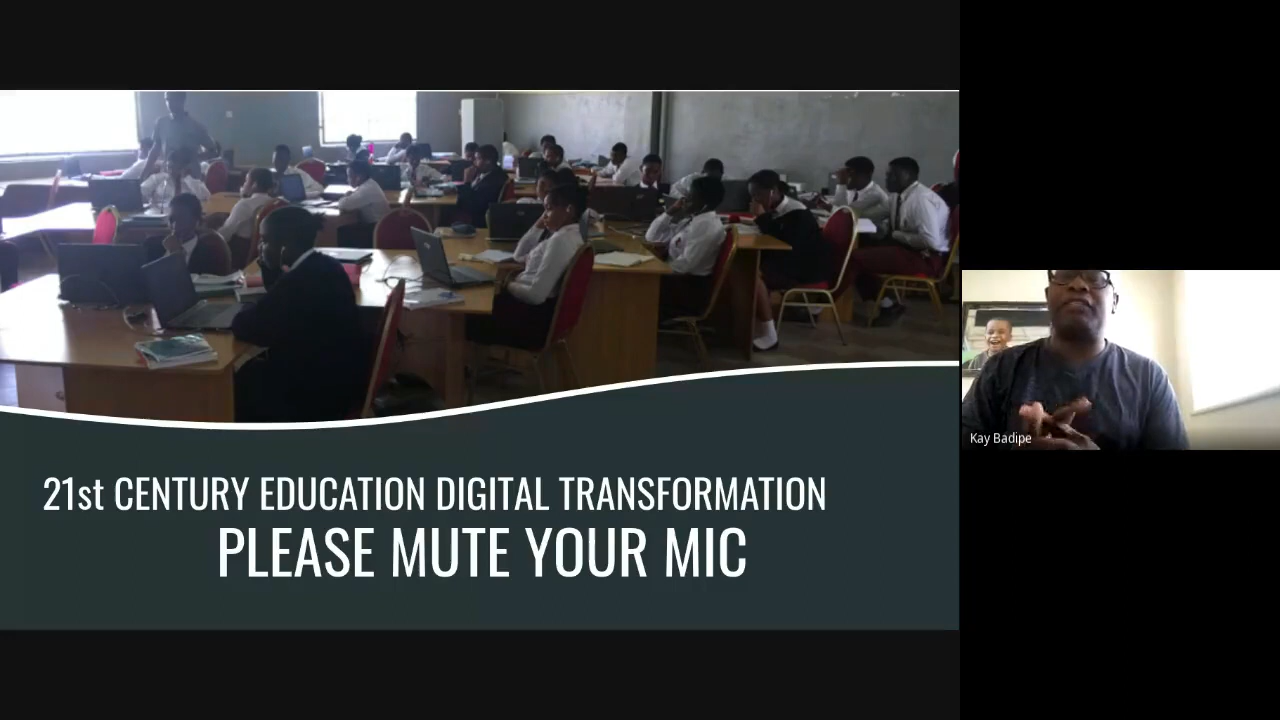 21st CENTURY EDUCATION DIGITAL TRANSFORMATION
PLEASE MUTE YOUR MIC
Kay Badipe